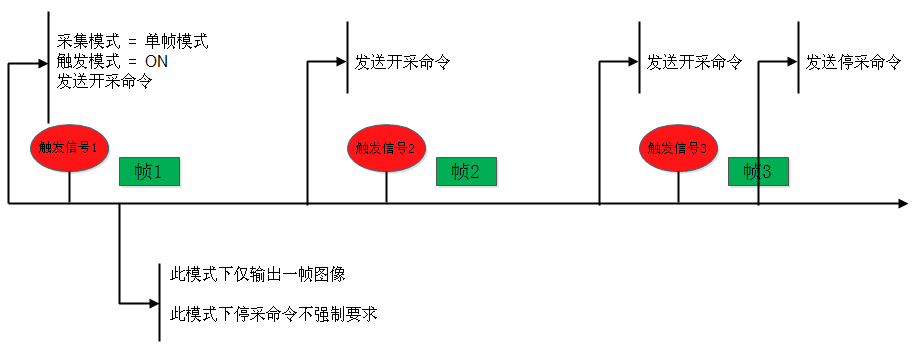 采集模式 = 单帧模式
触发模式 = ON
发送开采命令
发送开采命令
发送开采命令
发送停采命令
触发信号1
触发信号2
触发信号3
帧1
帧2
帧3
此模式下仅输出一帧图像
此模式下停采命令不强制要求